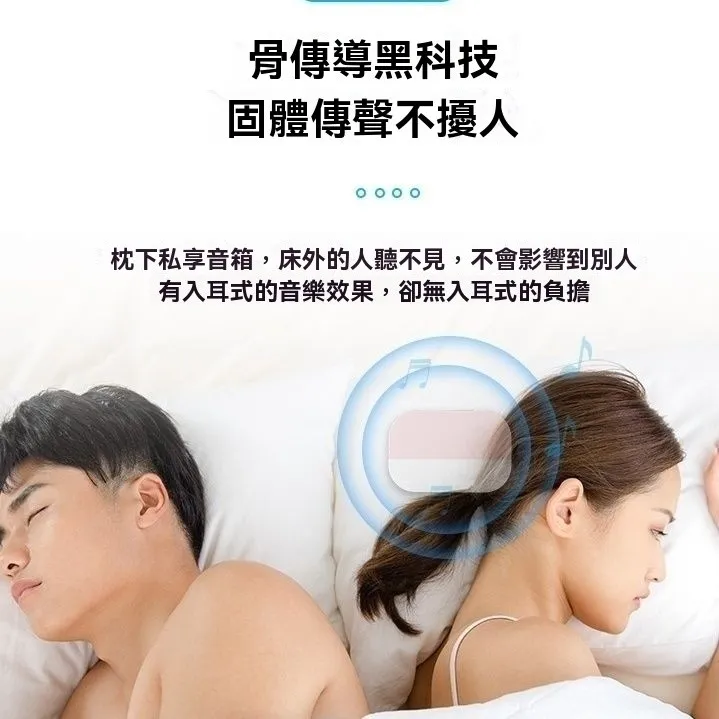 骨傳導黑科技
固體傳聲不擾人
枕下私享音箱，床外的人聽不見，不會影響到別人
有入耳式的音樂效果，卻無入耳式的負擔